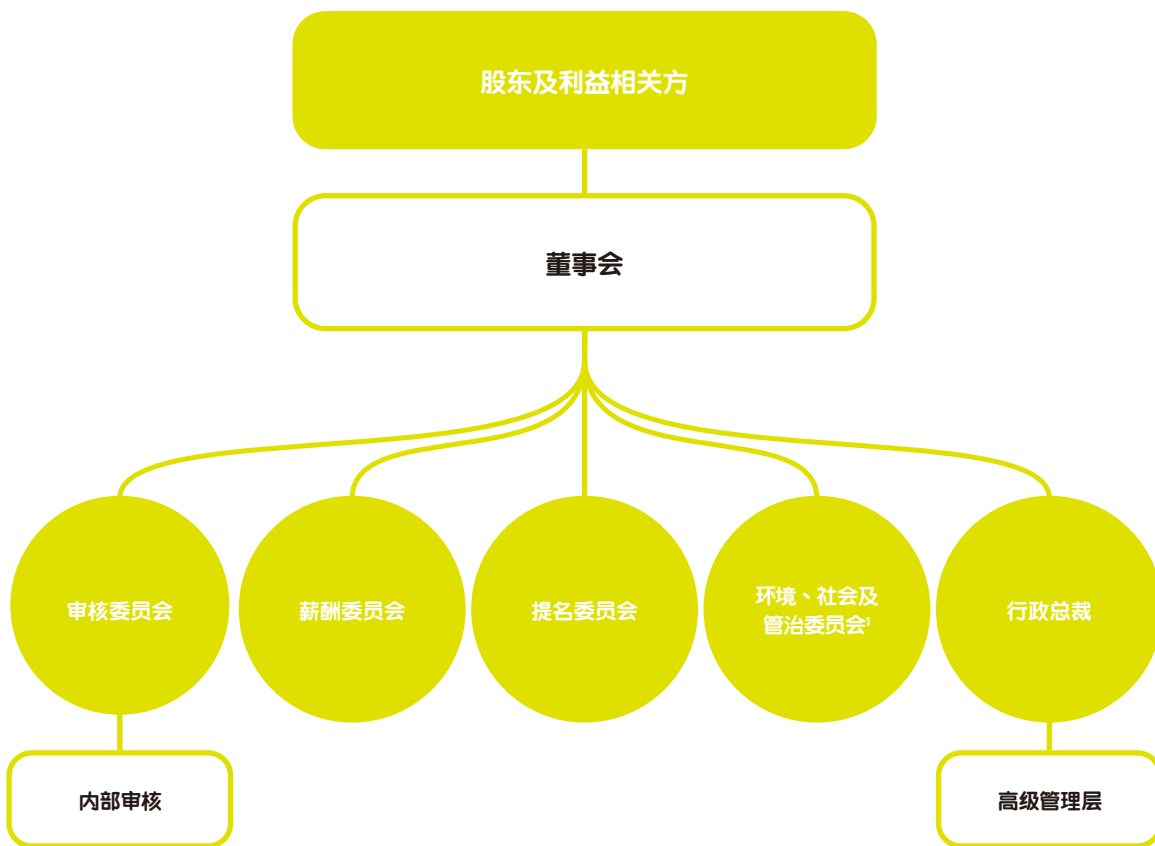 股东及利益相关方
董事会
审核委员会
薪酬委员会
提名委员会
环境、社会及
管治委员会¹
行政总裁
内部审核
高级管理层